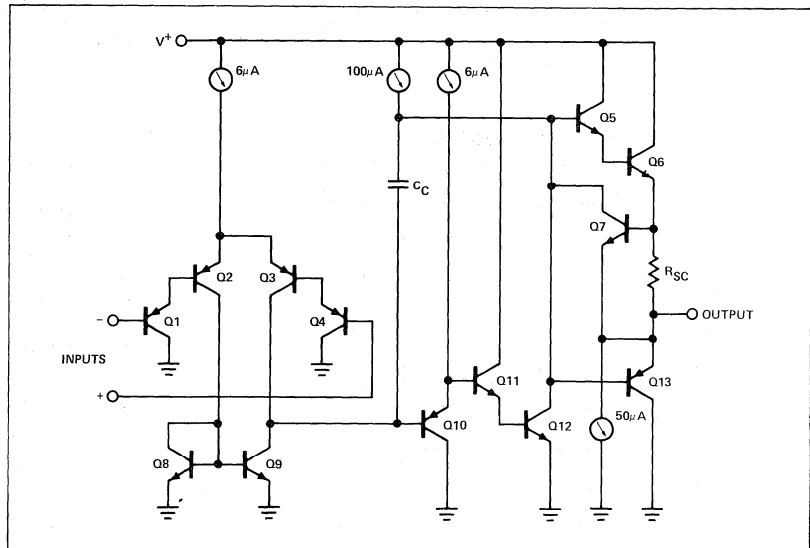 V+
6μA
100μA
6μA
Q5
Q6
CC
Q7
Q2
Q3
RSC
Q1
Q4
−
OUTPUT
INPUTS
+
Q11
Q13
Q10
Q12
50μA
Q8
Q9